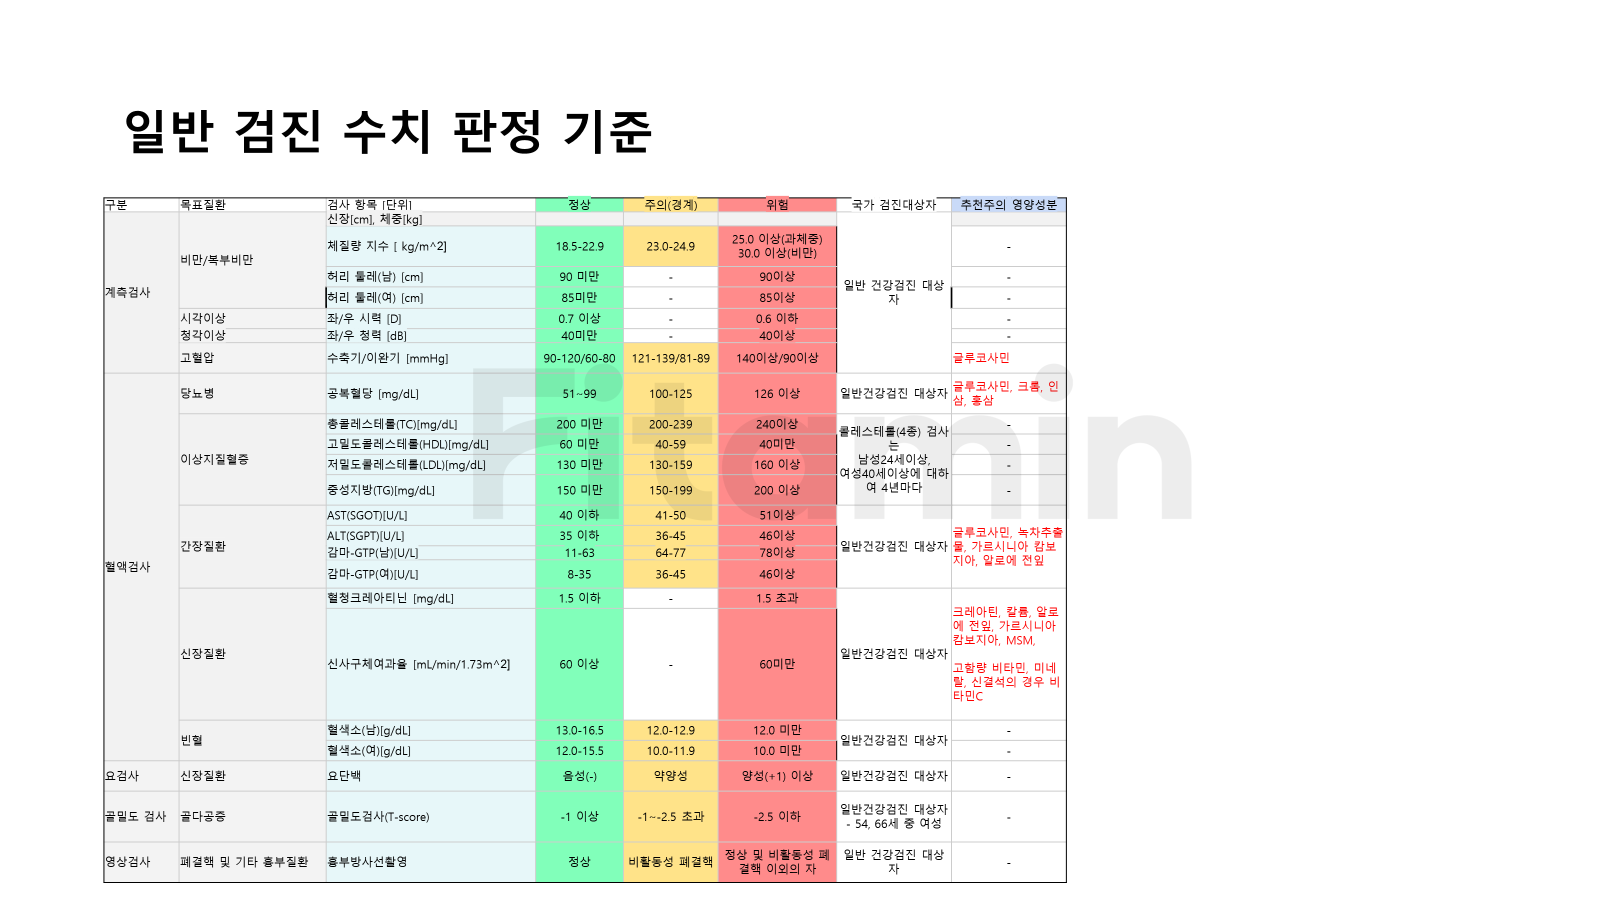 일반 검진 수치 판정 기준
구분 목표질환 검사 항목 [단위] 정상 주의(경계) 위험 국가 검진대상자 추천주의 영양성분
계측검사 비만/복부비만 신장[cm], 체중[kg] 일반 건강검진 대상
자
체질량 지수 [ kg/m^2] 18.5-22.9 23.0-24.9 25.0 이상(과체중)
30.0 이상(비만) -
허리 둘레(남) [cm] 90 미만 - 90이상 -
허리 둘레(여) [cm] 85미만 - 85이상 -
시각이상 좌/우 시력 [D] 0.7 이상 - 0.6 이하 -
청각이상 좌/우 청력 [dB] 40미만 - 40이상 -
고혈압 수축기/이완기 [mmHg] 90-120/60-80 121-139/81-89 140이상/90이상 글루코사민
혈액검사 당뇨병 공복혈당 [mg/dL] 51~99 100-125 126 이상 일반건강검진 대상자 글루코사민, 크롬, 인
삼, 홍삼
이상지질혈증 총콜레스테롤(TC)[mg/dL] 200 미만 200-239 240이상 -
고밀도콜레스테롤(HDL)[mg/dL] 60 미만 40-59 40미만 -
저밀도콜레스테롤(LDL)[mg/dL] 130 미만 130-159 160 이상 -
중성지방(TG)[mg/dL] 150 미만 150-199 200 이상 -
콜레스테롤(4종) 검사
는
남성24세이상,
여성40세이상에 대하
여 4년마다
간장질환 AST(SGOT)[U/L] 40 이하 41-50 51이상
ALT(SGPT)[U/L] 35 이하 36-45 46이상
감마-GTP(남)[U/L] 11-63 64-77 78이상
감마-GTP(여)[U/L] 8-35 36-45 46이상
일반건강검진 대상자
글루코사민, 녹차추출
물, 가르시니아 캄보
지아, 알로에 전잎
신장질환 혈청크레아티닌 [mg/dL] 1.5 이하 - 1.5 초과
신사구체여과율 [mL/min/1.73m^2] 60 이상 - 60미만
일반건강검진 대상자
크레아틴, 칼륨, 알로
에 전잎, 가르시니아
캄보지아, MSM,
고함량 비타민, 미네
랄, 신결석의 경우 비
타민C
빈혈 혈색소(남)[g/dL] 13.0-16.5 12.0-12.9 12.0 미만 -
혈색소(여)[g/dL] 12.0-15.5 10.0-11.9 10.0 미만 -
일반건강검진 대상자
요검사 신장질환 요단백 음성(-) 약양성 양성(+1) 이상 일반건강검진 대상자 -
골밀도 검사 골다공증 골밀도검사(T-score) -1 이상 -1~-2.5 초과 -2.5 이하 일반건강검진 대상자
- 54, 66세 중 여성 -
영상검사 폐결핵 및 기타 흉부질환 흉부방사선촬영 정상 비활동성 폐결핵 정상 및 비활동성 폐
결핵 이외의 자 일반 건강검진 대상
자 -
Fitamin